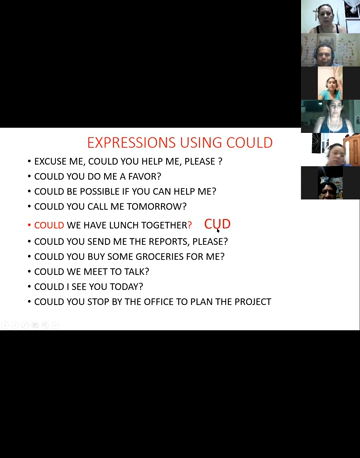 EXPRESSIONS USING COULD
• EXCUSE ME, COULD YOU HELP ME, PLEASE ?
• COULD YOU DO ME A FAVOR?
• COULD BE POSSIBLE IF YOU CAN HELP ME?
• COULD YOU CALL ME TOMORROW?
• COULD WE HAVE LUNCH TOGETHER? CUD
• COULD YOU SEND ME THE REPORTS, PLEASE?
• COULD YOU BUY SOME GROCERIES FOR ME?
• COULD WE MEET TO TALK?
• COULD I SEE YOU TODAY?
• COULD YOU STOP BY THE OFFICE TO PLAN THE PROJECT